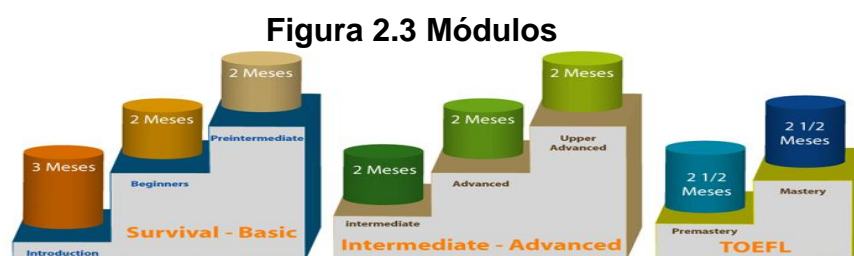 Figura 2.3 Módulos
3 Meses
Introduction
2 Meses
Beginners
2 Meses
Preintermediate
Survival - Basic
2 Meses
intermediate
2 Meses
Advanced
2 Meses
Upper
Advanced
Intermediate - Advanced
2 1/2
Meses
Premastery
2 1/2
Meses
Mastery
TOEFL